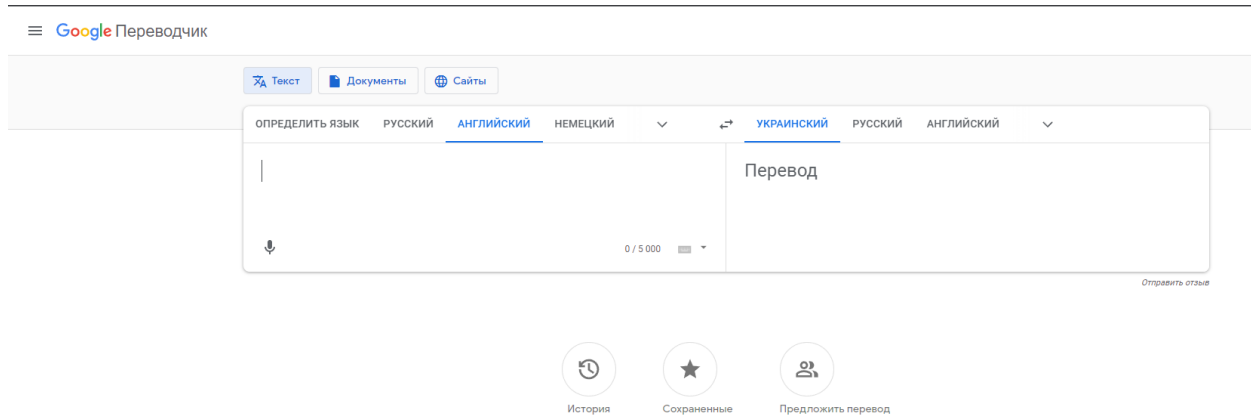 Google Переводчик
Текст Документы Сайты
ОПРЕДЕЛИТЬ ЯЗЫК РУССКИЙ АНГЛИЙСКИЙ НЕМЕЦКИЙ УКРАИНСКИЙ РУССКИЙ АНГЛИЙСКИЙ
Перевод
0 / 5 000
Отправить отзыв
История Сохраненные Предложить перевод